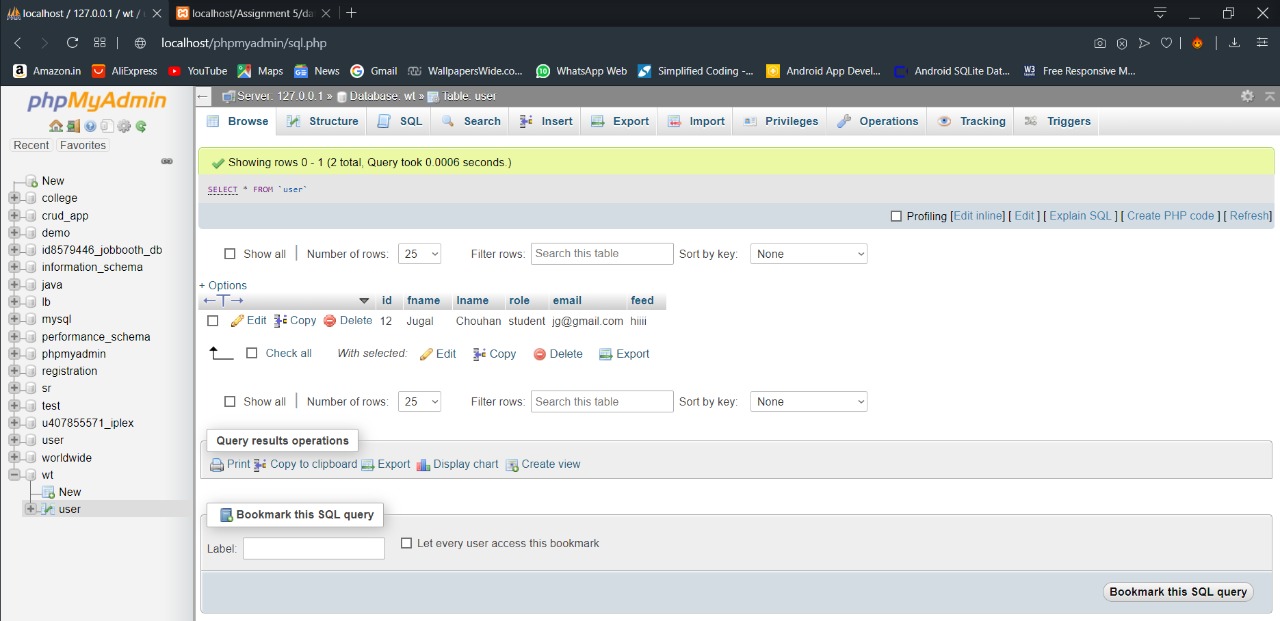 localhost / 127.0.0.1 / wt /
localhost/Assignment 5/da
localhost/phpmyadmin/sql.php
Amazon.in AliExpress YouTube Maps News Gmail WallpapersWide.co... WhatsApp Web Simplified Coding -... Android App Devel... Android SQLite Dat... Free Responsive M...
phpMyAdmin
Recent Favorites
New
college
crud_app
demo
id8579446_jobbooth_db
information_schema
java
lb
mysql
performance_schema
phpmyadmin
registration
sr
test
u407855571_iplex
user
worldwide
wt
New
user
Server: 127.0.0.1 » Database: wt » Table: user
Browse Structure SQL Search Insert Export Import Privileges Operations Tracking Triggers
Showing rows 0 - 1 (2 total, Query took 0.0006 seconds.)
SELECT * FROM `user`
Profiling [Edit inline] [ Edit ] [ Explain SQL ] [ Create PHP code ] [ Refresh]
Show all Number of rows: 25 Filter rows: Search this table Sort by key: None
+ Options
←T→ id fname lname role email feed
Edit Copy Delete 12 Jugal Chouhan student jg@gmail.com hiiii
Check all With selected: Edit Copy Delete Export
Show all Number of rows: 25 Filter rows: Search this table Sort by key: None
Query results operations
Print Copy to clipboard Export Display chart Create view
Bookmark this SQL query
Label: Let every user access this bookmark
Bookmark this SQL query